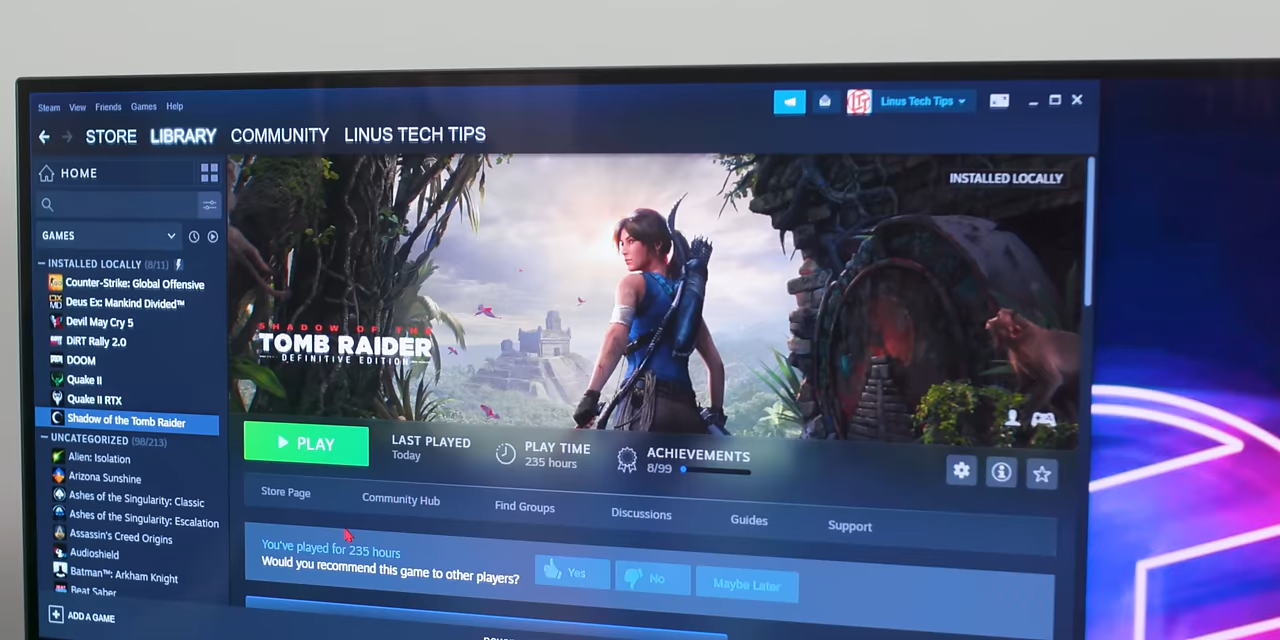 Steam View Friends Games Help
Linus Tech Tips
STORE LIBRARY COMMUNITY LINUS TECH TIPS
HOME
INSTALLED LOCALLY
GAMES
INSTALLED LOCALLY (8/11)
Counter-Strike: Global Offensive
Deus Ex: Mankind Divided™
Devil May Cry 5
DiRT Rally 2.0
DOOM
Quake II
Quake II RTX
Shadow of the Tomb Raider
UNCATEGORIZED (98/213)
Alien: Isolation
Arizona Sunshine
Ashes of the Singularity: Classic
Ashes of the Singularity: Escalation
Assassin's Creed Origins
Audioshield
Batman™: Arkham Knight
Beat Saber
ADD A GAME
SHADOW OF THE
TOMB RAIDER
DEFINITIVE EDITION
PLAY
LAST PLAYED
Today
PLAY TIME
235 hours
ACHIEVEMENTS
8/99
Store Page Community Hub Find Groups Discussions Guides Support
You've played for 235 hours
Would you recommend this game to other players?
Yes No Maybe Later